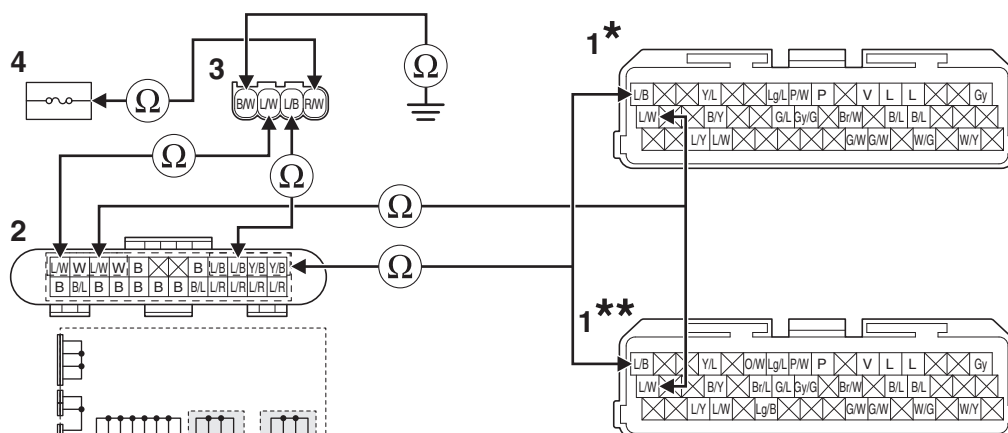 4
Ω
3
B/W L/W L/B R/W
Ω
Ω
Ω
Ω
2
L/W W L/W W B B L/B L/B Y/B Y/B
B B/L B B B B B B/L L/R L/R L/R L/R
Ω
1*
L/B Y/L Lg/L P/W P V L L Gy
L/W B/Y G/L Gy/G Br/W B/L B/L
L/Y L/W G/W G/W W/G W/Y
1**
L/B Y/L O/W Lg/L P/W P V L L Gy
L/W B/Y Br/L G/L Gy/G Br/W B/L B/L
L/Y L/W Lg/B G/W G/W W/G W/Y